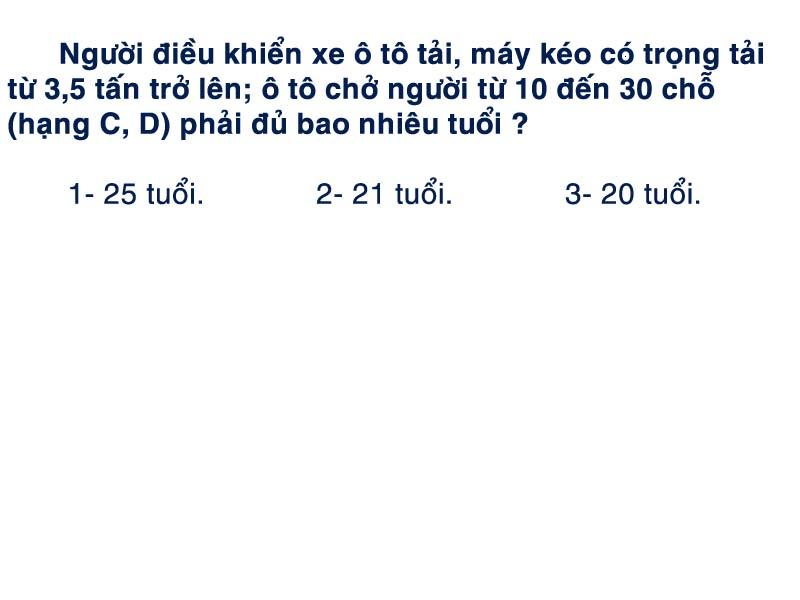 Người điều khiển xe ô tô tải, máy kéo có trọng tải
từ 3,5 tấn trở lên; ô tô chở người từ 10 đến 30 chỗ
(hạng C, D) phải đủ bao nhiêu tuổi ?
1- 25 tuổi. 2- 21 tuổi. 3- 20 tuổi.